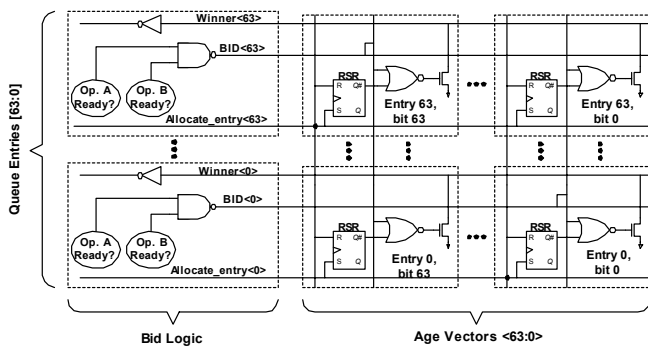 Queue Entries [63:0]
Winner<63>
BID<63>
Op. A Ready?
Op. B Ready?
Allocate_entry<63>
RSR
R Q#
S Q
Entry 63, bit 63
RSR
R Q#
S Q
Entry 63, bit 0
Winner<0>
BID<0>
Op. A Ready?
Op. B Ready?
Allocate_entry<0>
RSR
R Q#
S Q
Entry 0, bit 63
RSR
R Q#
S Q
Entry 0, bit 0
Bid Logic
Age Vectors <63:0>